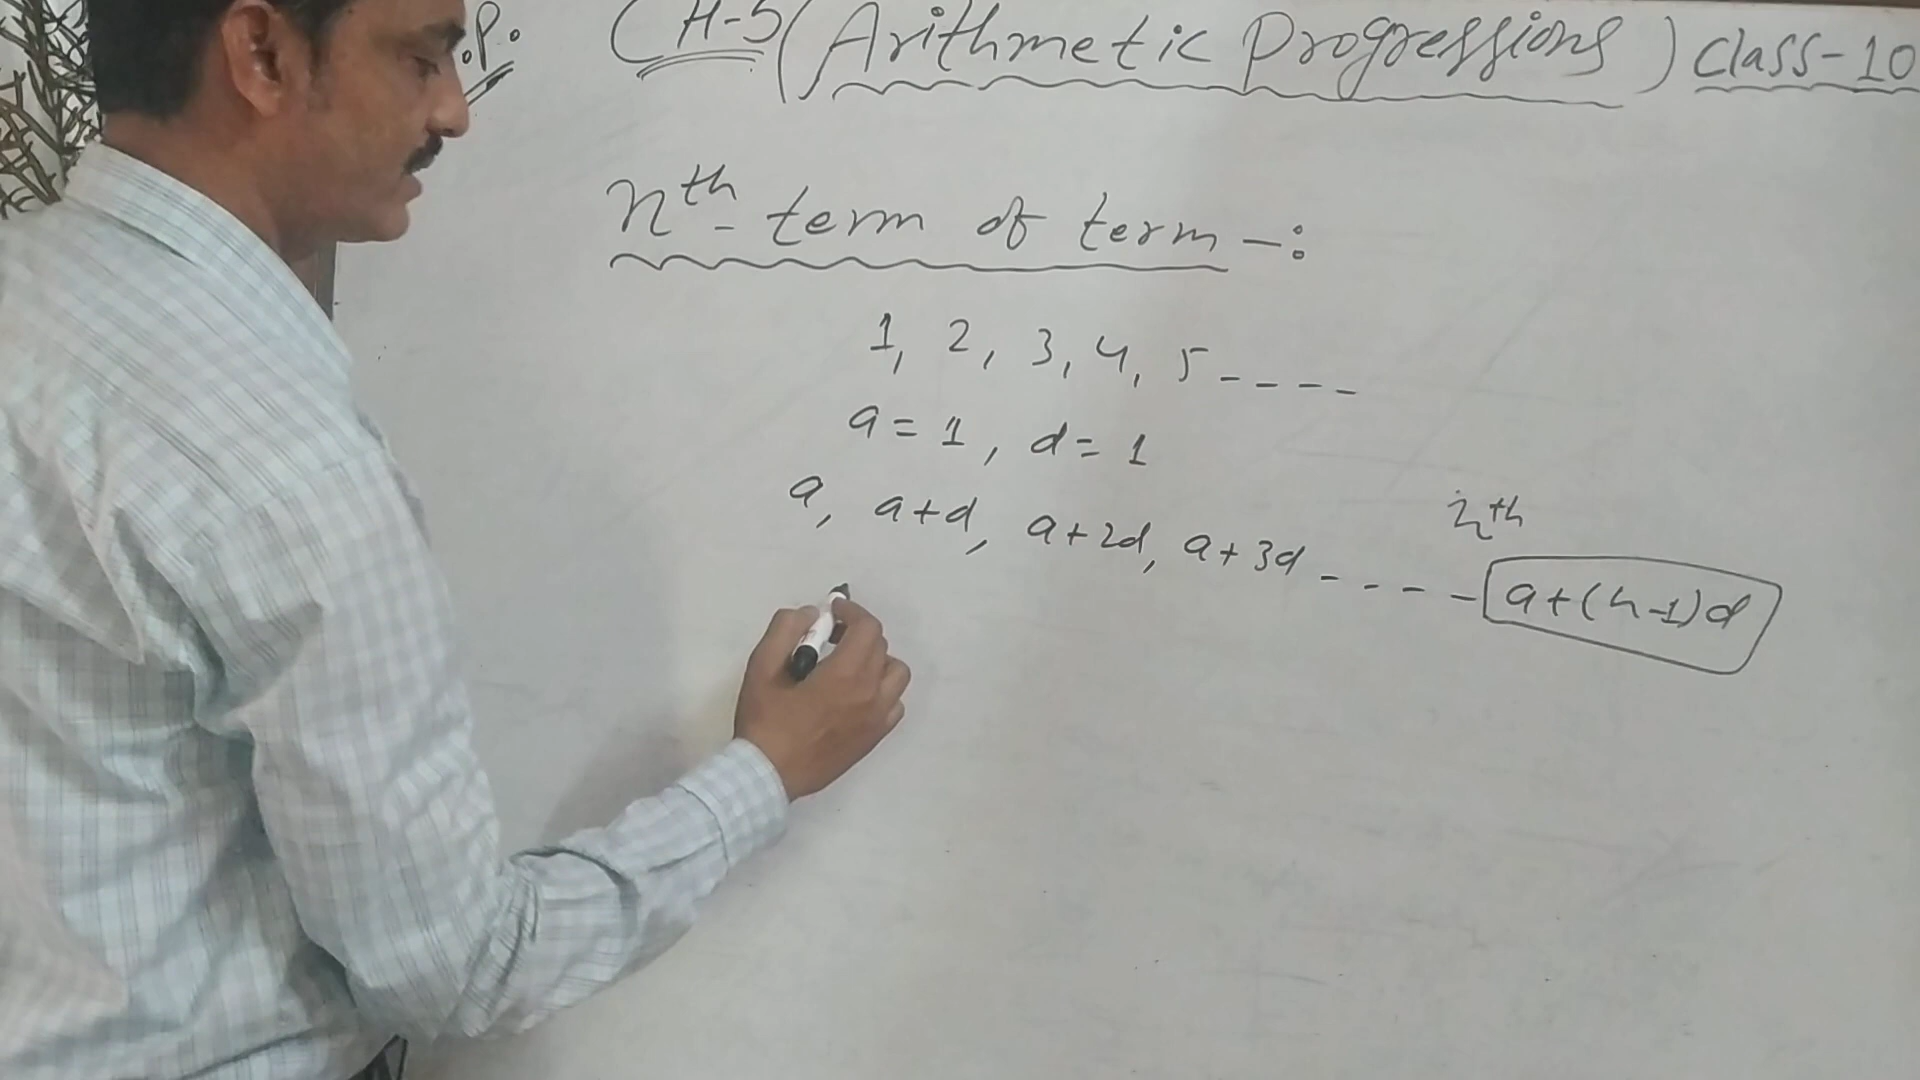 .P. CH-5 (Arithmetic Progressions) Class-10
nth term of term -:
1, 2, 3, 4, 5 - - - -
a = 1, d = 1
nth
a, a+d, a+2d, a+3d - - - - - a+(n-1)d